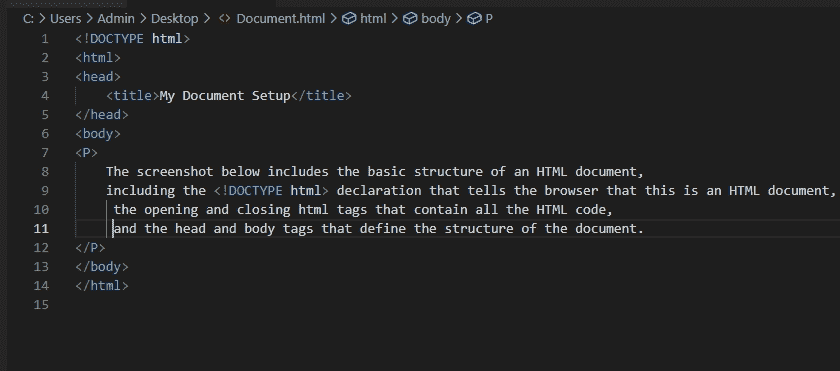 C: > Users > Admin > Desktop > <> Document.html > html > body > P
1 <!DOCTYPE html>
2 <html>
3 <head>
4 <title>My Document Setup</title>
5 </head>
6 <body>
7 <P>
8 The screenshot below includes the basic structure of an HTML document,
9 including the <!DOCTYPE html> declaration that tells the browser that this is an HTML document,
10 the opening and closing html tags that contain all the HTML code,
11 and the head and body tags that define the structure of the document.
12 </P>
13 </body>
14 </html>
15